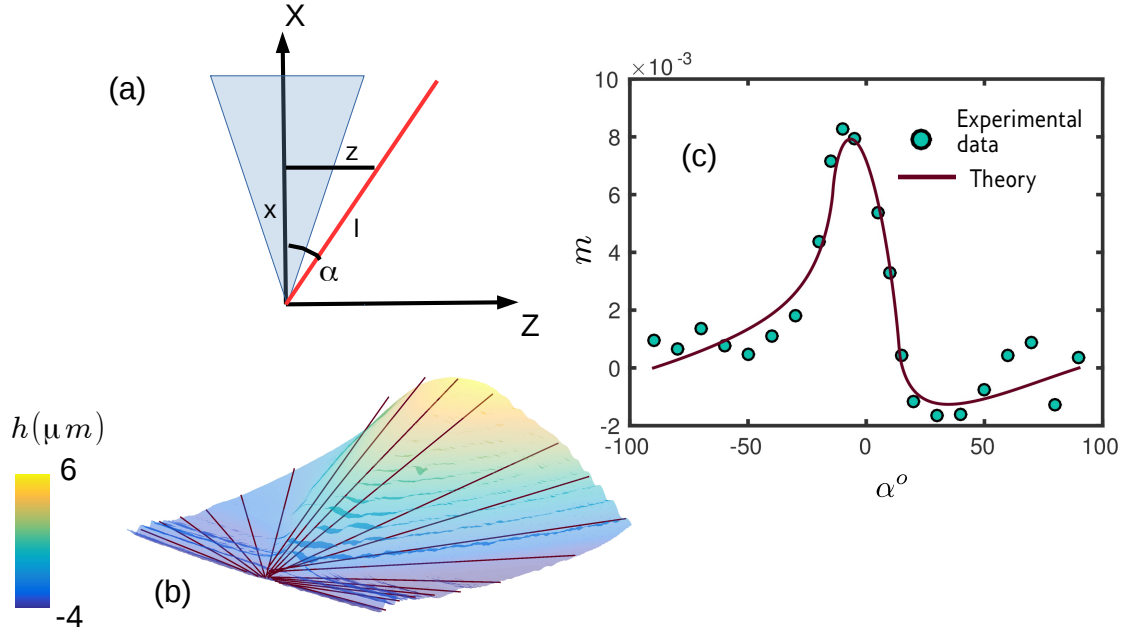 X
(a)
z
x
l
α
Z
×10⁻³
10
8
6
4
2
0
-2
-100
-50
0
50
100
m
α°
(c)
Experimental
data
Theory
h(μ m)
6
-4
(b)